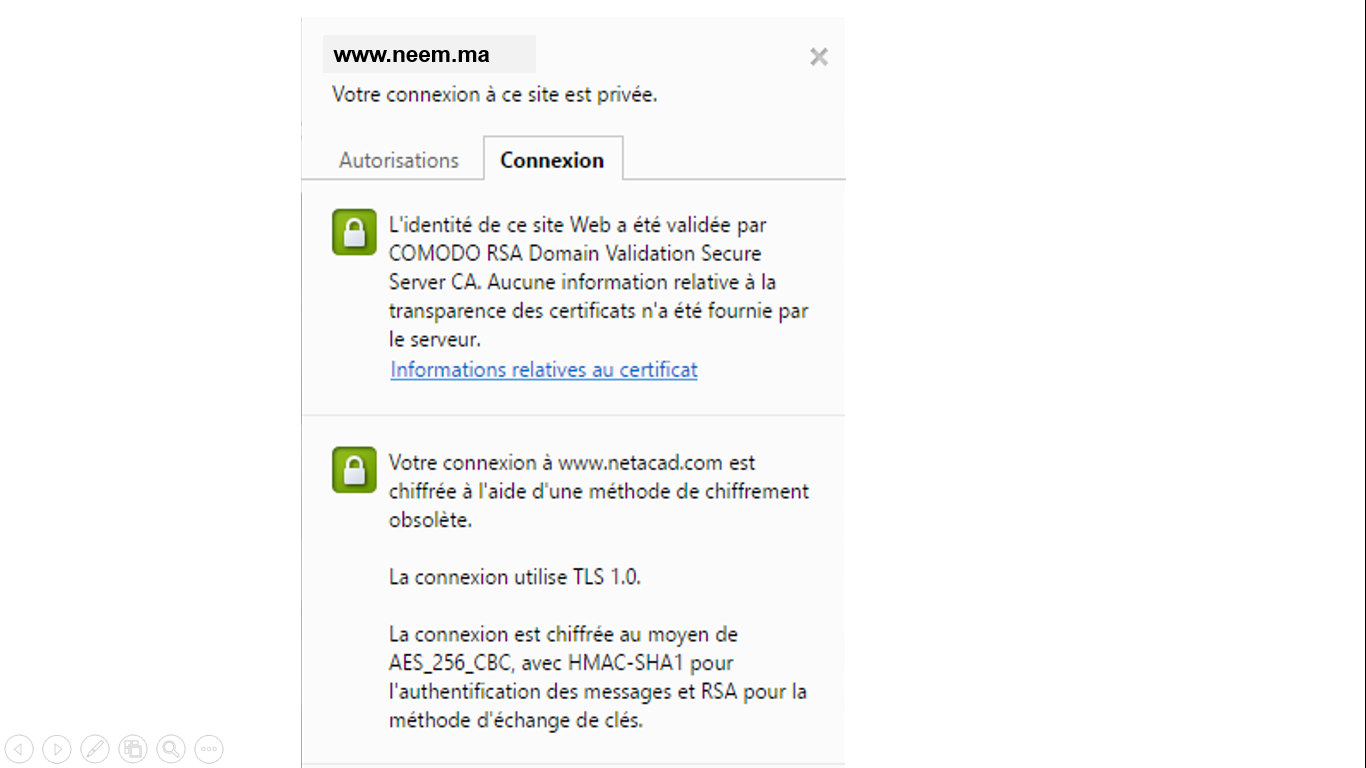 www.neem.ma
Votre connexion à ce site est privée.
Autorisations
Connexion
L'identité de ce site Web a été validée par
COMODO RSA Domain Validation Secure
Server CA. Aucune information relative à la
transparence des certificats n'a été fournie par
le serveur.
Informations relatives au certificat
Votre connexion à www.netacad.com est
chiffrée à l'aide d'une méthode de chiffrement
obsolète.
La connexion utilise TLS 1.0.
La connexion est chiffrée au moyen de
AES_256_CBC, avec HMAC-SHA1 pour
l'authentification des messages et RSA pour la
méthode d'échange de clés.